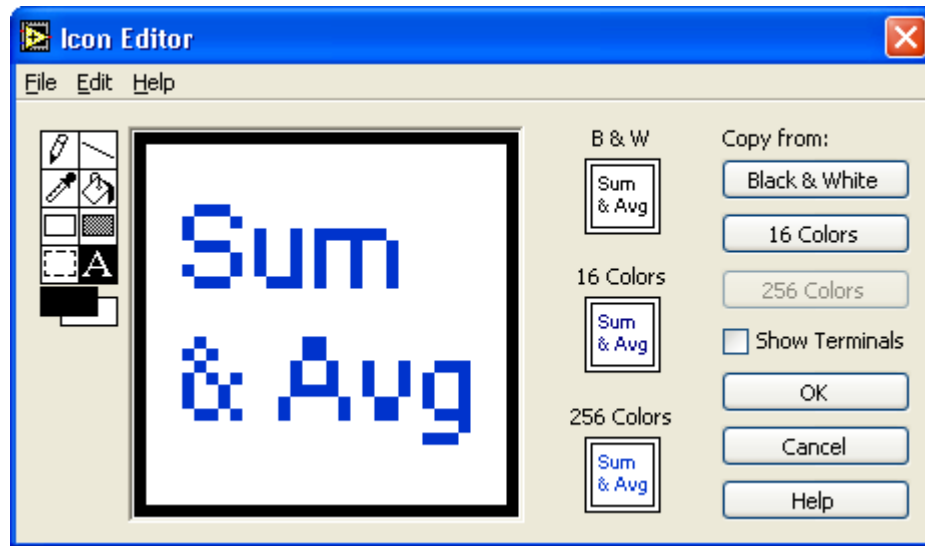 Icon Editor
File Edit Help
A
Sum
& Avg
B & W
Sum
& Avg
16 Colors
Sum
& Avg
256 Colors
Sum
& Avg
Copy from:
Black & White
16 Colors
256 Colors
Show Terminals
OK
Cancel
Help